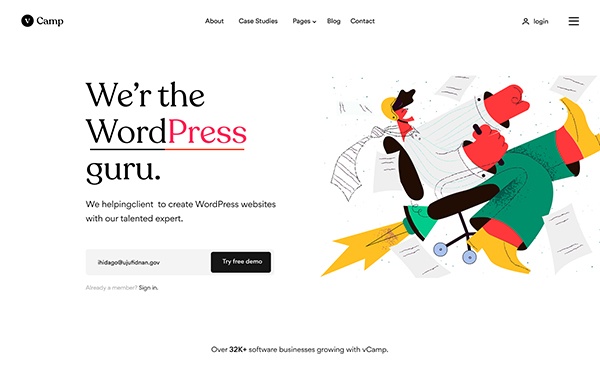 v Camp
About Case Studies Pages Blog Contact
login
We'r the
WordPress
guru.
We helpingclient to create WordPress websites
with our talented expert.
ihidago@ujufidnan.gov
Try free demo
Already a member? Sign in.
Over 32K+ software businesses growing with vCamp.